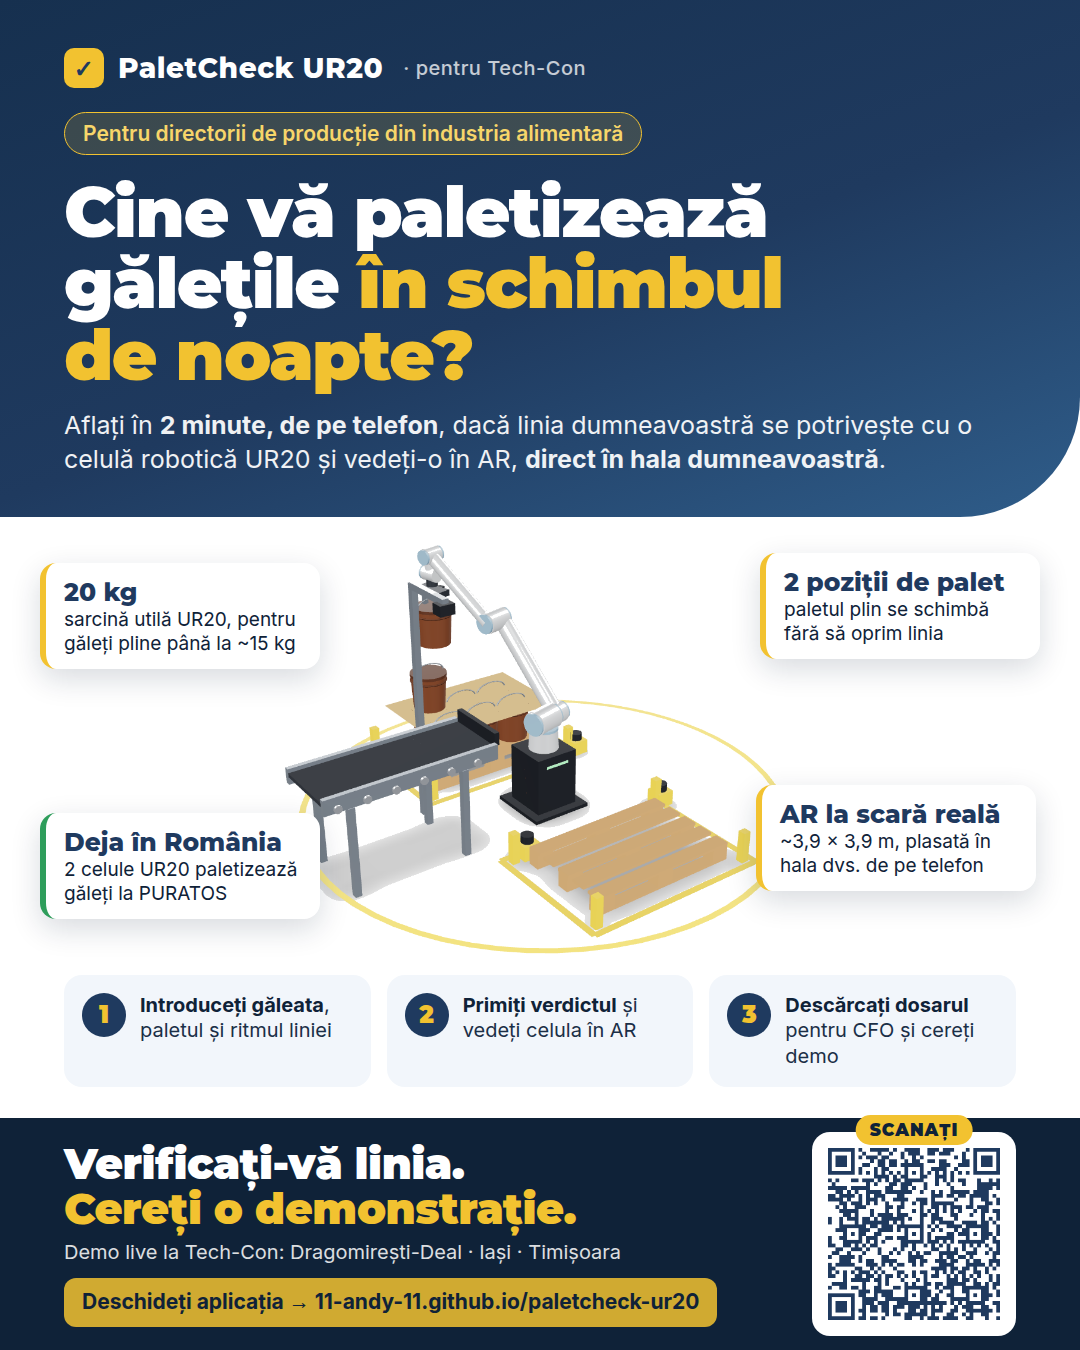 ✓ PaletCheck UR20 · pentru Tech-Con
Pentru directorii de producție din industria alimentară
Cine vă paletizează
gălețile în schimbul
de noapte?
Aflați în 2 minute, de pe telefon, dacă linia dumneavoastră se potrivește cu o
celulă robotică UR20 și vedeți-o în AR, direct în hala dumneavoastră.
20 kg
sarcină utilă UR20, pentru
găleți pline până la ~15 kg
2 poziții de palet
paletul plin se schimbă
fără să oprim linia
Deja în România
2 celule UR20 paletizează
găleți la PURATOS
AR la scară reală
~3,9 × 3,9 m, plasată în
hala dvs. de pe telefon
1 Introduceți găleata,
paletul și ritmul liniei
2 Primiți verdictul și
vedeți celula în AR
3 Descărcați dosarul
pentru CFO și cereți
demo
Verificați-vă linia.
Cereți o demonstrație.
Demo live la Tech-Con: Dragomirești-Deal · Iași · Timișoara
Deschideți aplicația → 11-andy-11.github.io/paletcheck-ur20
SCANAȚI